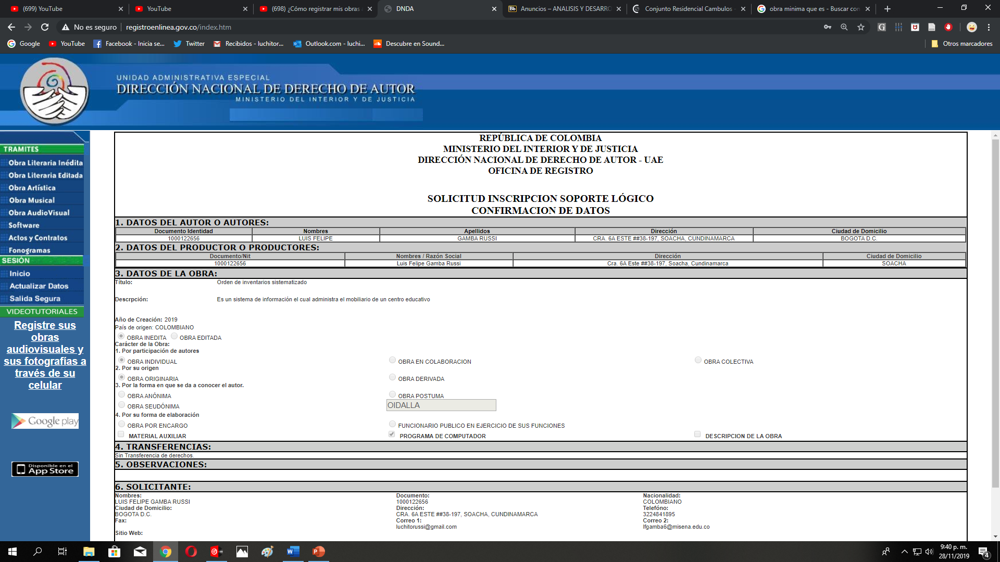 (699) YouTube
YouTube
(698) ¿Cómo registrar mis obras
DNDA
Anuncios – ANALISIS Y DESARRO
Conjunto Residencial Cambulos -
obra minima que es - Buscar con
No es seguro
registroenlinea.gov.co/index.htm
Google
YouTube
Facebook - Inicia se...
Twitter
Recibidos - luchitor...
Outlook.com - luchi...
Descubre en Sound...
Otros marcadores
UNIDAD ADMINISTRATIVA ESPECIAL
DIRECCIÓN NACIONAL DE DERECHO DE AUTOR
MINISTERIO DEL INTERIOR Y DE JUSTICIA
TRAMITES
Obra Literaria Inédita
Obra Literaria Editada
Obra Artística
Obra Musical
Obra AudioVisual
Software
Actos y Contratos
Fonogramas
SESIÓN
Inicio
Actualizar Datos
Salida Segura
VIDEOTUTORIALES
Registre sus
obras
audiovisuales y
sus fotografías a
través de su
celular
Google play
Disponible en el
App Store
REPÚBLICA DE COLOMBIA
MINISTERIO DEL INTERIOR Y DE JUSTICIA
DIRECCIÓN NACIONAL DE DERECHO DE AUTOR - UAE
OFICINA DE REGISTRO
SOLICITUD INSCRIPCION SOPORTE LÓGICO
CONFIRMACION DE DATOS
1. DATOS DEL AUTOR O AUTORES:
Documento Identidad Nombres Apellidos Dirección Ciudad de Domicilio
1000122656 LUIS FELIPE GAMBA RUSSI CRA. 6A ESTE ##38-197, SOACHA, CUNDINAMARCA BOGOTA D.C.
2. DATOS DEL PRODUCTOR O PRODUCTORES:
Documento/Nit Nombres / Razón Social Dirección Ciudad de Domicilio
1000122656 Luis Felipe Gamba Russi Cra. 6A Este ##38-197, Soacha, Cundinamarca SOACHA
3. DATOS DE LA OBRA:
Título: Orden de inventarios sistematizado
Descrpción: Es un sistema de información el cual administra el mobiliario de un centro educativo
Año de Creación: 2019
País de origen: COLOMBIANO
OBRA INEDITA OBRA EDITADA
Carácter de la Obra:
1. Por participación de autores
OBRA INDIVIDUAL OBRA EN COLABORACION OBRA COLECTIVA
2. Por su origen
OBRA ORIGINARIA OBRA DERIVADA
3. Por la forma en que se da a conocer el autor.
OBRA ANÓNIMA OBRA POSTUMA
OBRA SEUDÓNIMA OIDALLA
4. Por su forma de elaboración
OBRA POR ENCARGO FUNCIONARIO PUBLICO EN EJERCICIO DE SUS FUNCIONES
MATERIAL AUXILIAR PROGRAMA DE COMPUTADOR DESCRIPCION DE LA OBRA
4. TRANSFERENCIAS:
Sin Transferencia de derechos.
5. OBSERVACIONES:
6. SOLICITANTE:
Nombres: Documento: Nacionalidad:
LUIS FELIPE GAMBA RUSSI 1000122656 COLOMBIANO
Ciudad de Domicilio: Dirección: Telefóno:
BOGOTA D.C. CRA. 6A ESTE ##38-197, SOACHA, CUNDINAMARCA 3224841895
Fax: Correo 1: Correo 2:
luchitorussi@gmail.com lfgamba6@misena.edu.co
Sitio Web:
9:40 p. m.
28/11/2019
4